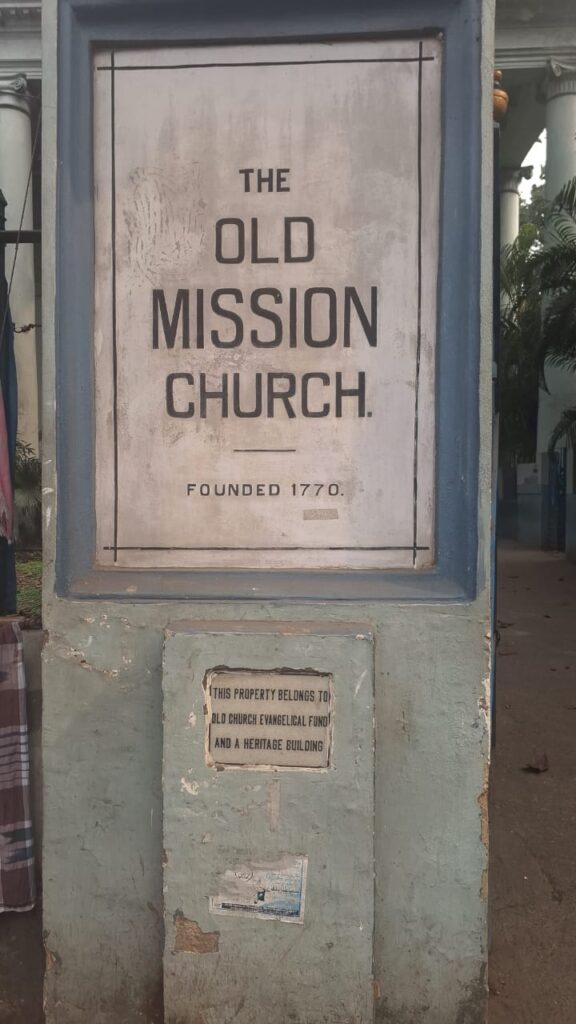 THE
OLD
MISSION
CHURCH.
FOUNDED 1770.
THIS PROPERTY BELONGS TO
OLD CHURCH EVANGELICAL FUND
AND A HERITAGE BUILDING